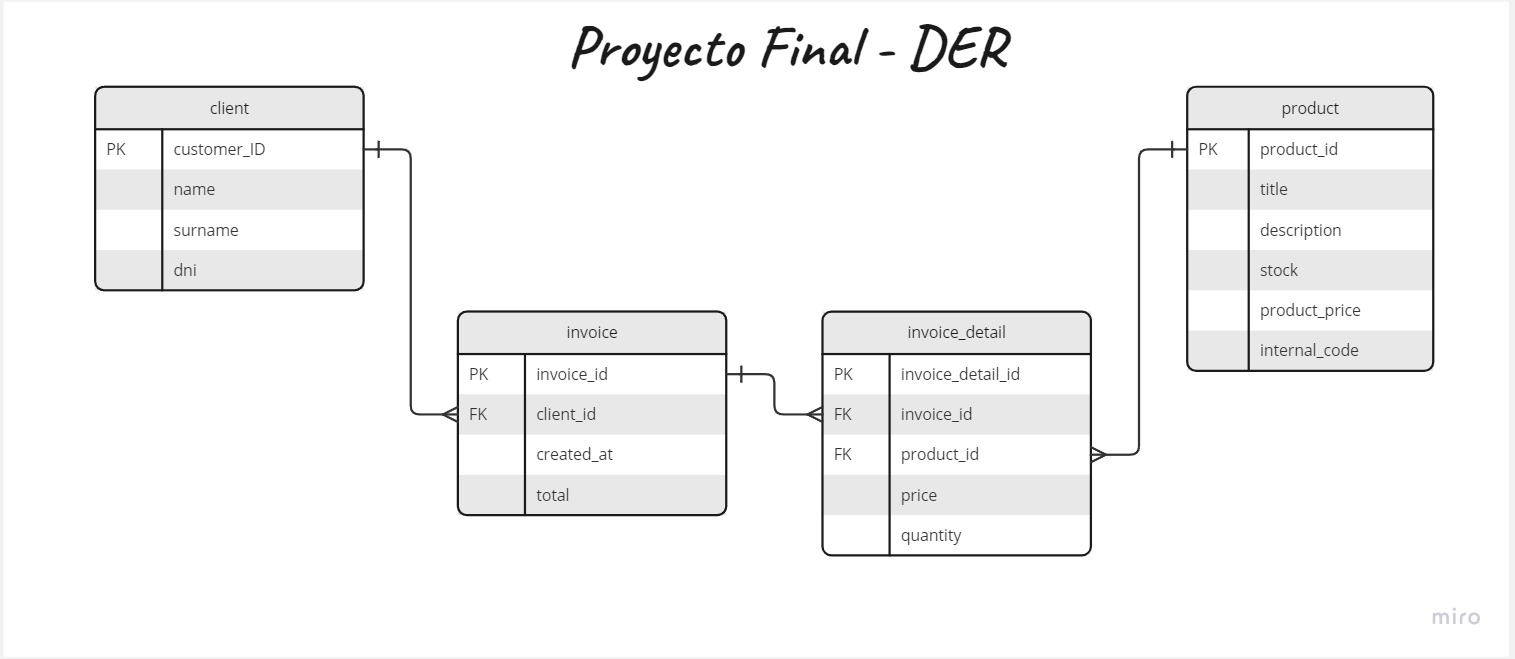 Proyecto Final - DER
client
PK customer_ID
name
surname
dni
invoice
PK invoice_id
FK client_id
created_at
total
invoice_detail
PK invoice_detail_id
FK invoice_id
FK product_id
price
quantity
product
PK product_id
title
description
stock
product_price
internal_code
miro